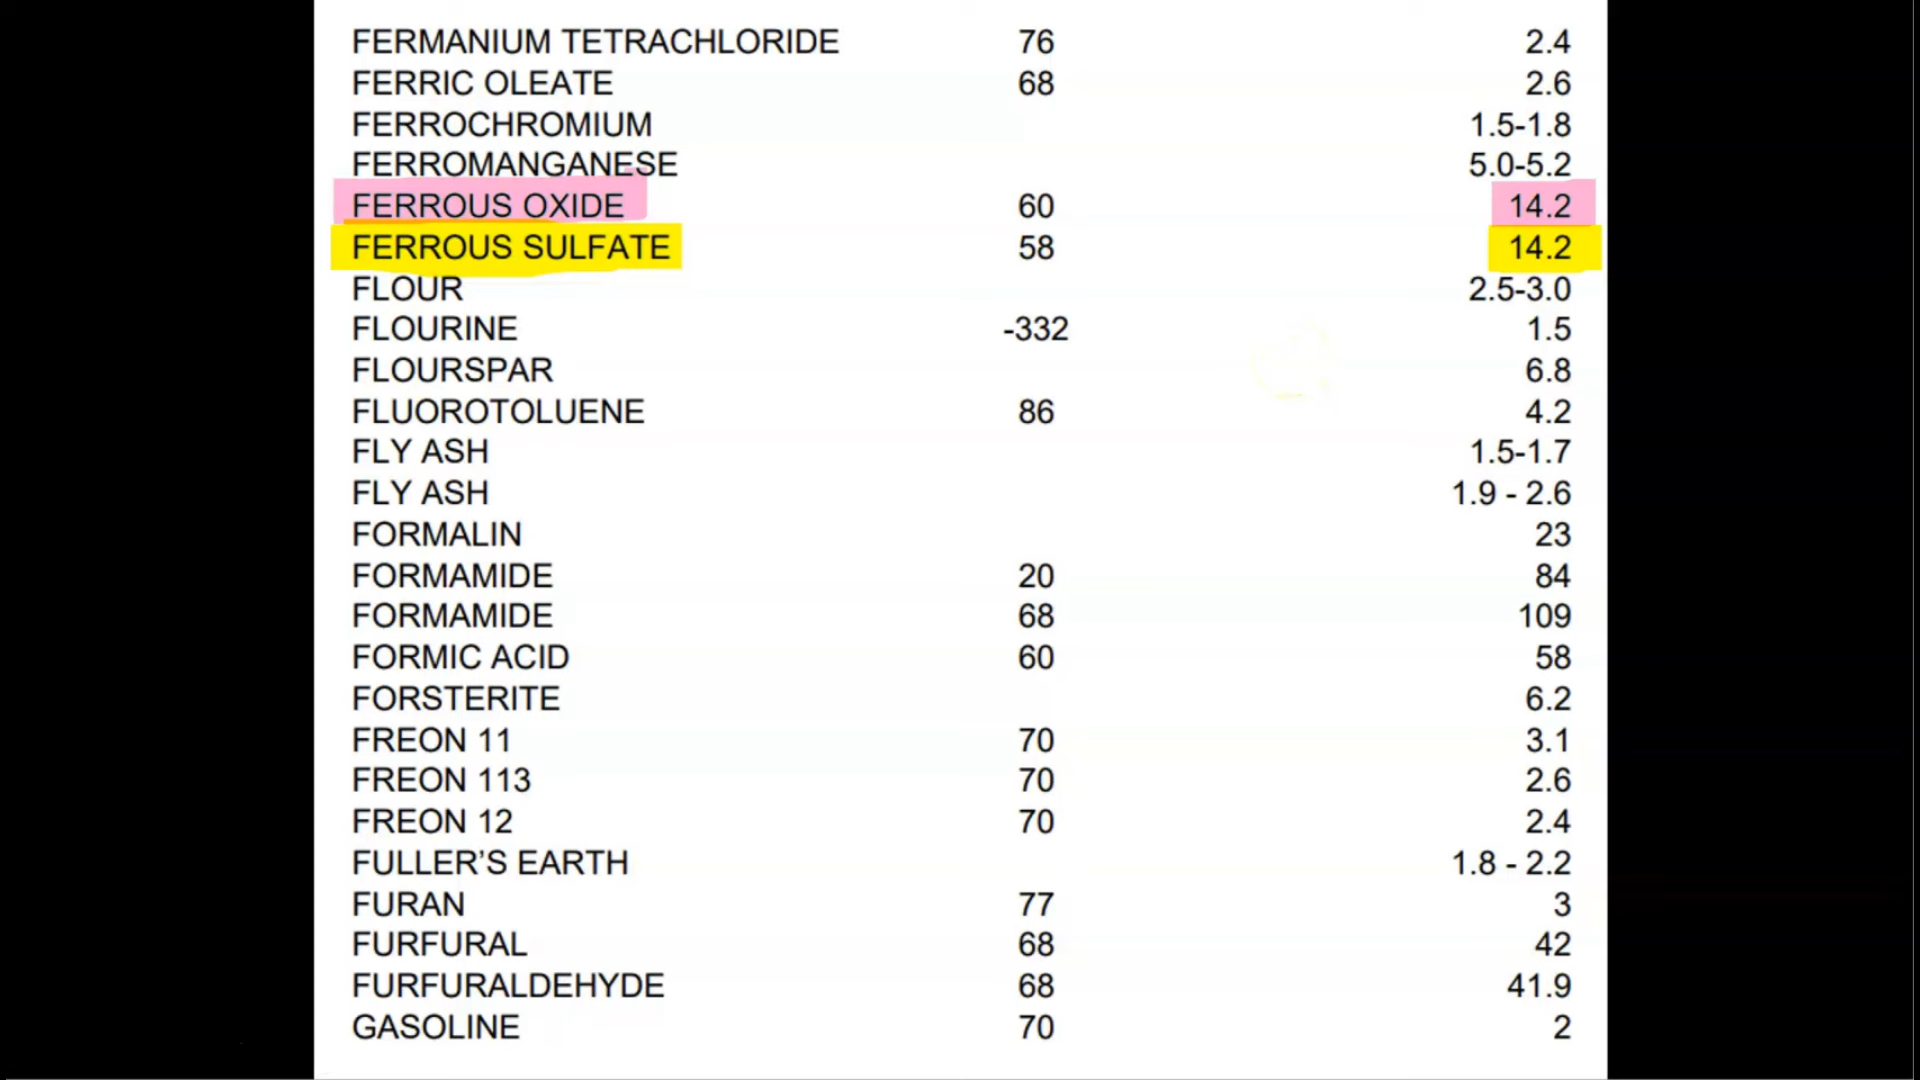 FERMANIUM TETRACHLORIDE 76 2.4
FERRIC OLEATE 68 2.6
FERROCHROMIUM 1.5-1.8
FERROMANGANESE 5.0-5.2
FERROUS OXIDE 60 14.2
FERROUS SULFATE 58 14.2
FLOUR 2.5-3.0
FLOURINE -332 1.5
FLOURSPAR 6.8
FLUOROTOLUENE 86 4.2
FLY ASH 1.5-1.7
FLY ASH 1.9 - 2.6
FORMALIN 23
FORMAMIDE 20 84
FORMAMIDE 68 109
FORMIC ACID 60 58
FORSTERITE 6.2
FREON 11 70 3.1
FREON 113 70 2.6
FREON 12 70 2.4
FULLER’S EARTH 1.8 - 2.2
FURAN 77 3
FURFURAL 68 42
FURFURALDEHYDE 68 41.9
GASOLINE 70 2